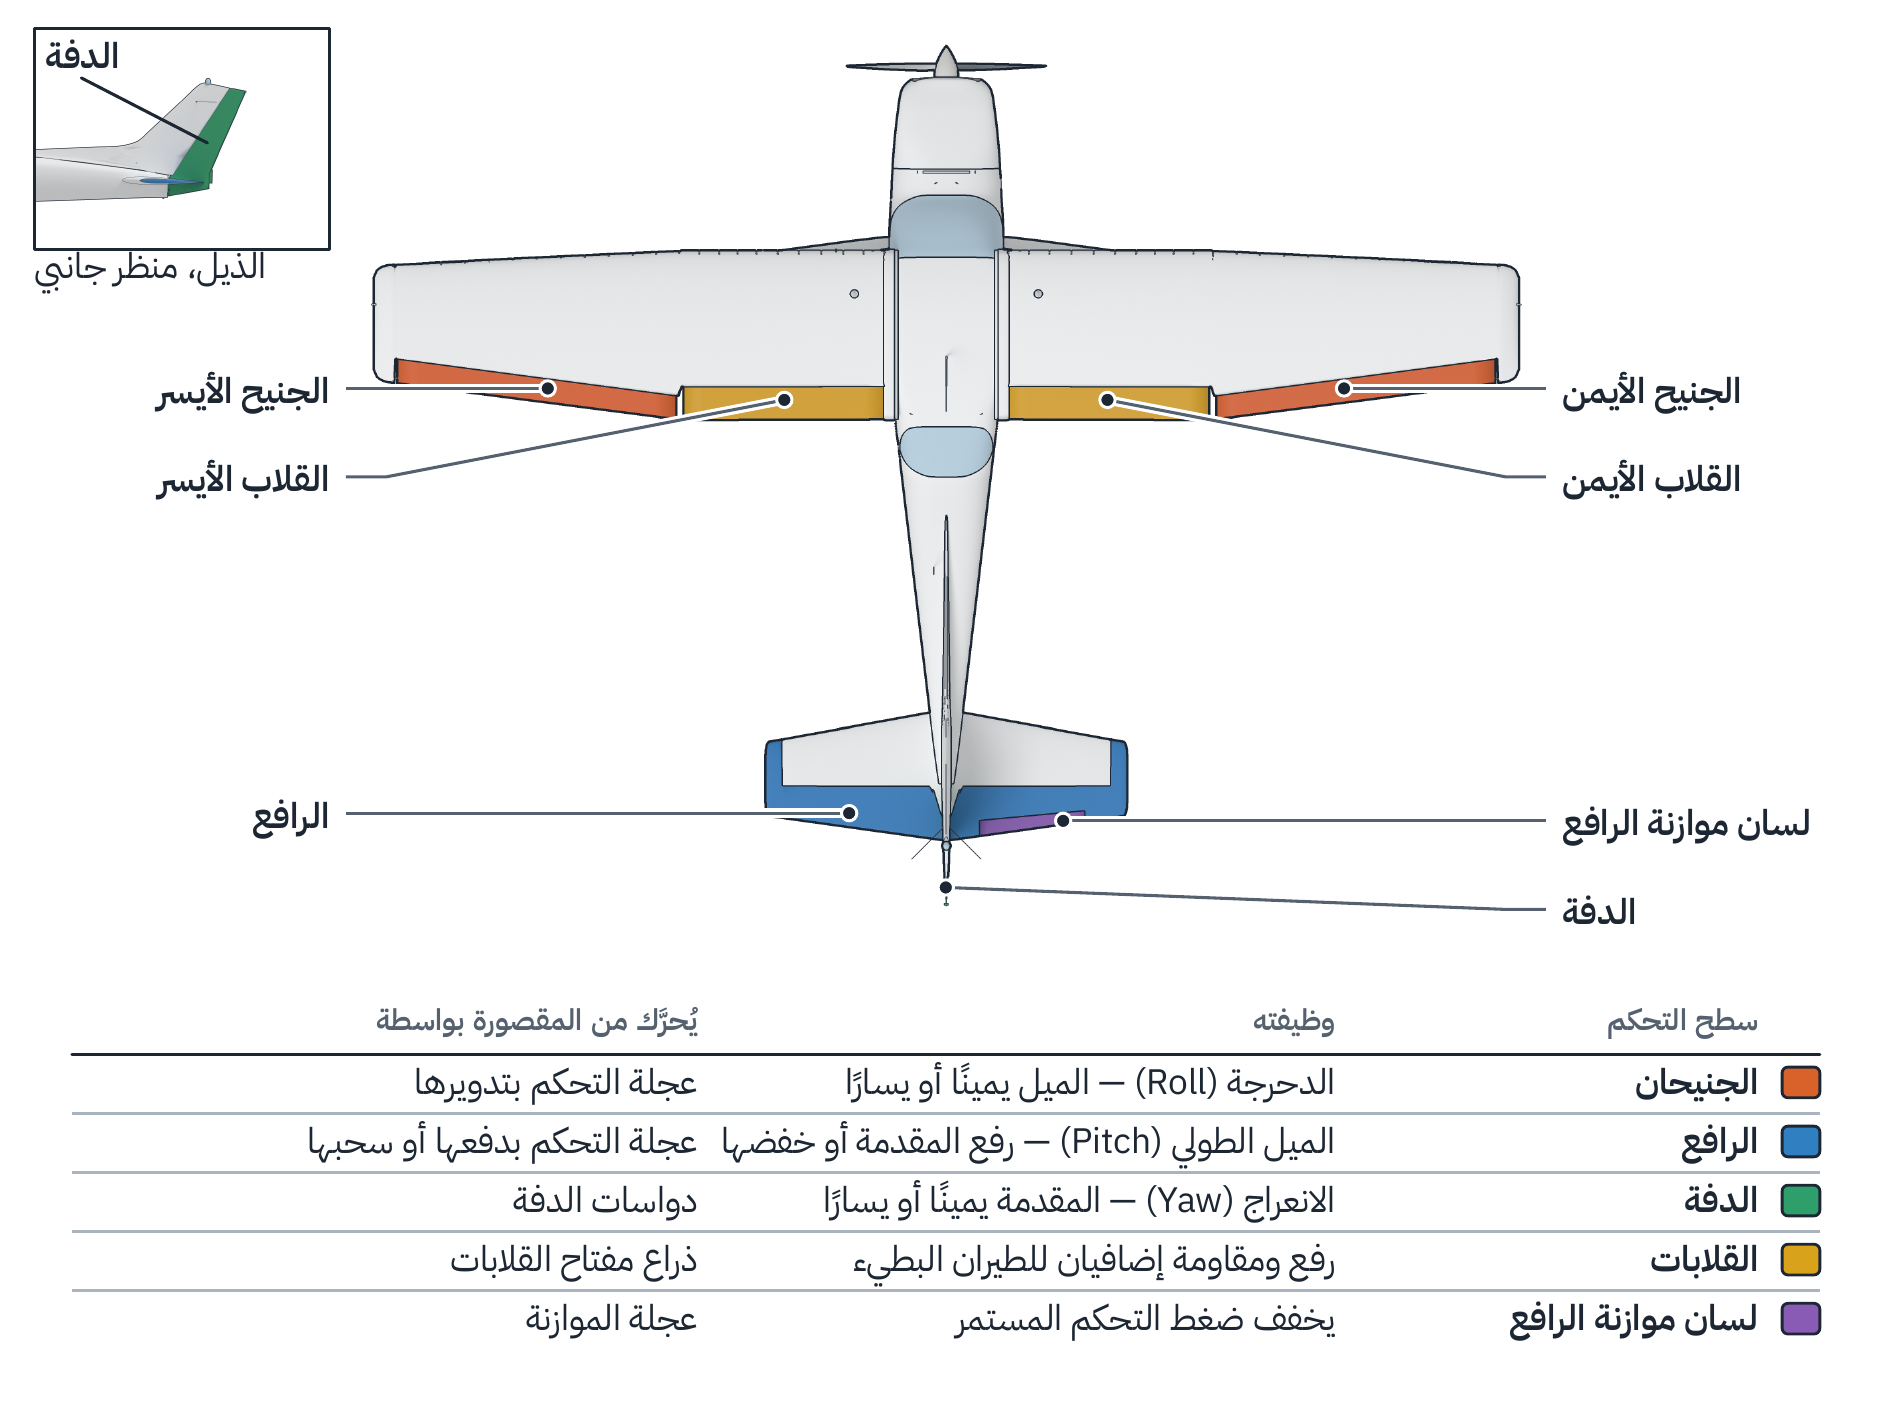 الدفة
الذيل، منظر جانبي
الجنيح الأيمن
الجنيح الأيسر
القلاب الأيمن
القلاب الأيسر
الرافع
لسان موازنة الرافع
الدفة
سطح التحكم وظيفته يُحرَّك من المقصورة بواسطة
الجنيحان الدحرجة (Roll) — الميل يمينًا أو يسارًا عجلة التحكم بتدويرها
الرافع الميل الطولي (Pitch) — رفع المقدمة أو خفضها عجلة التحكم بدفعها أو سحبها
الدفة الانعراج (Yaw) — المقدمة يمينًا أو يسارًا دواسات الدفة
القلابات رفع ومقاومة إضافيان للطيران البطيء ذراع مفتاح القلابات
لسان موازنة الرافع يخفف ضغط التحكم المستمر عجلة الموازنة